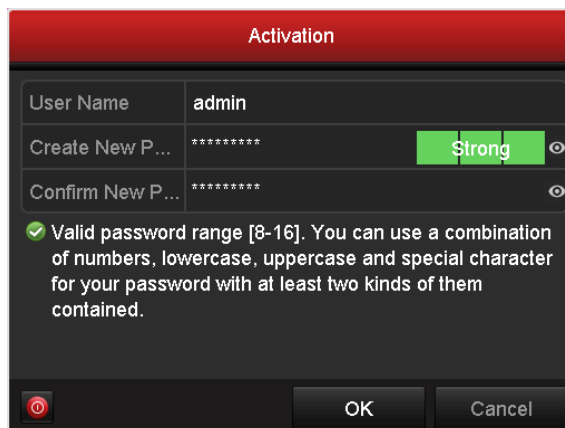 Activation
User Name admin
Create New P... ********* Strong
Confirm New P... *********
Valid password range [8-16]. You can use a combination
of numbers, lowercase, uppercase and special character
for your password with at least two kinds of them
contained.
OK Cancel